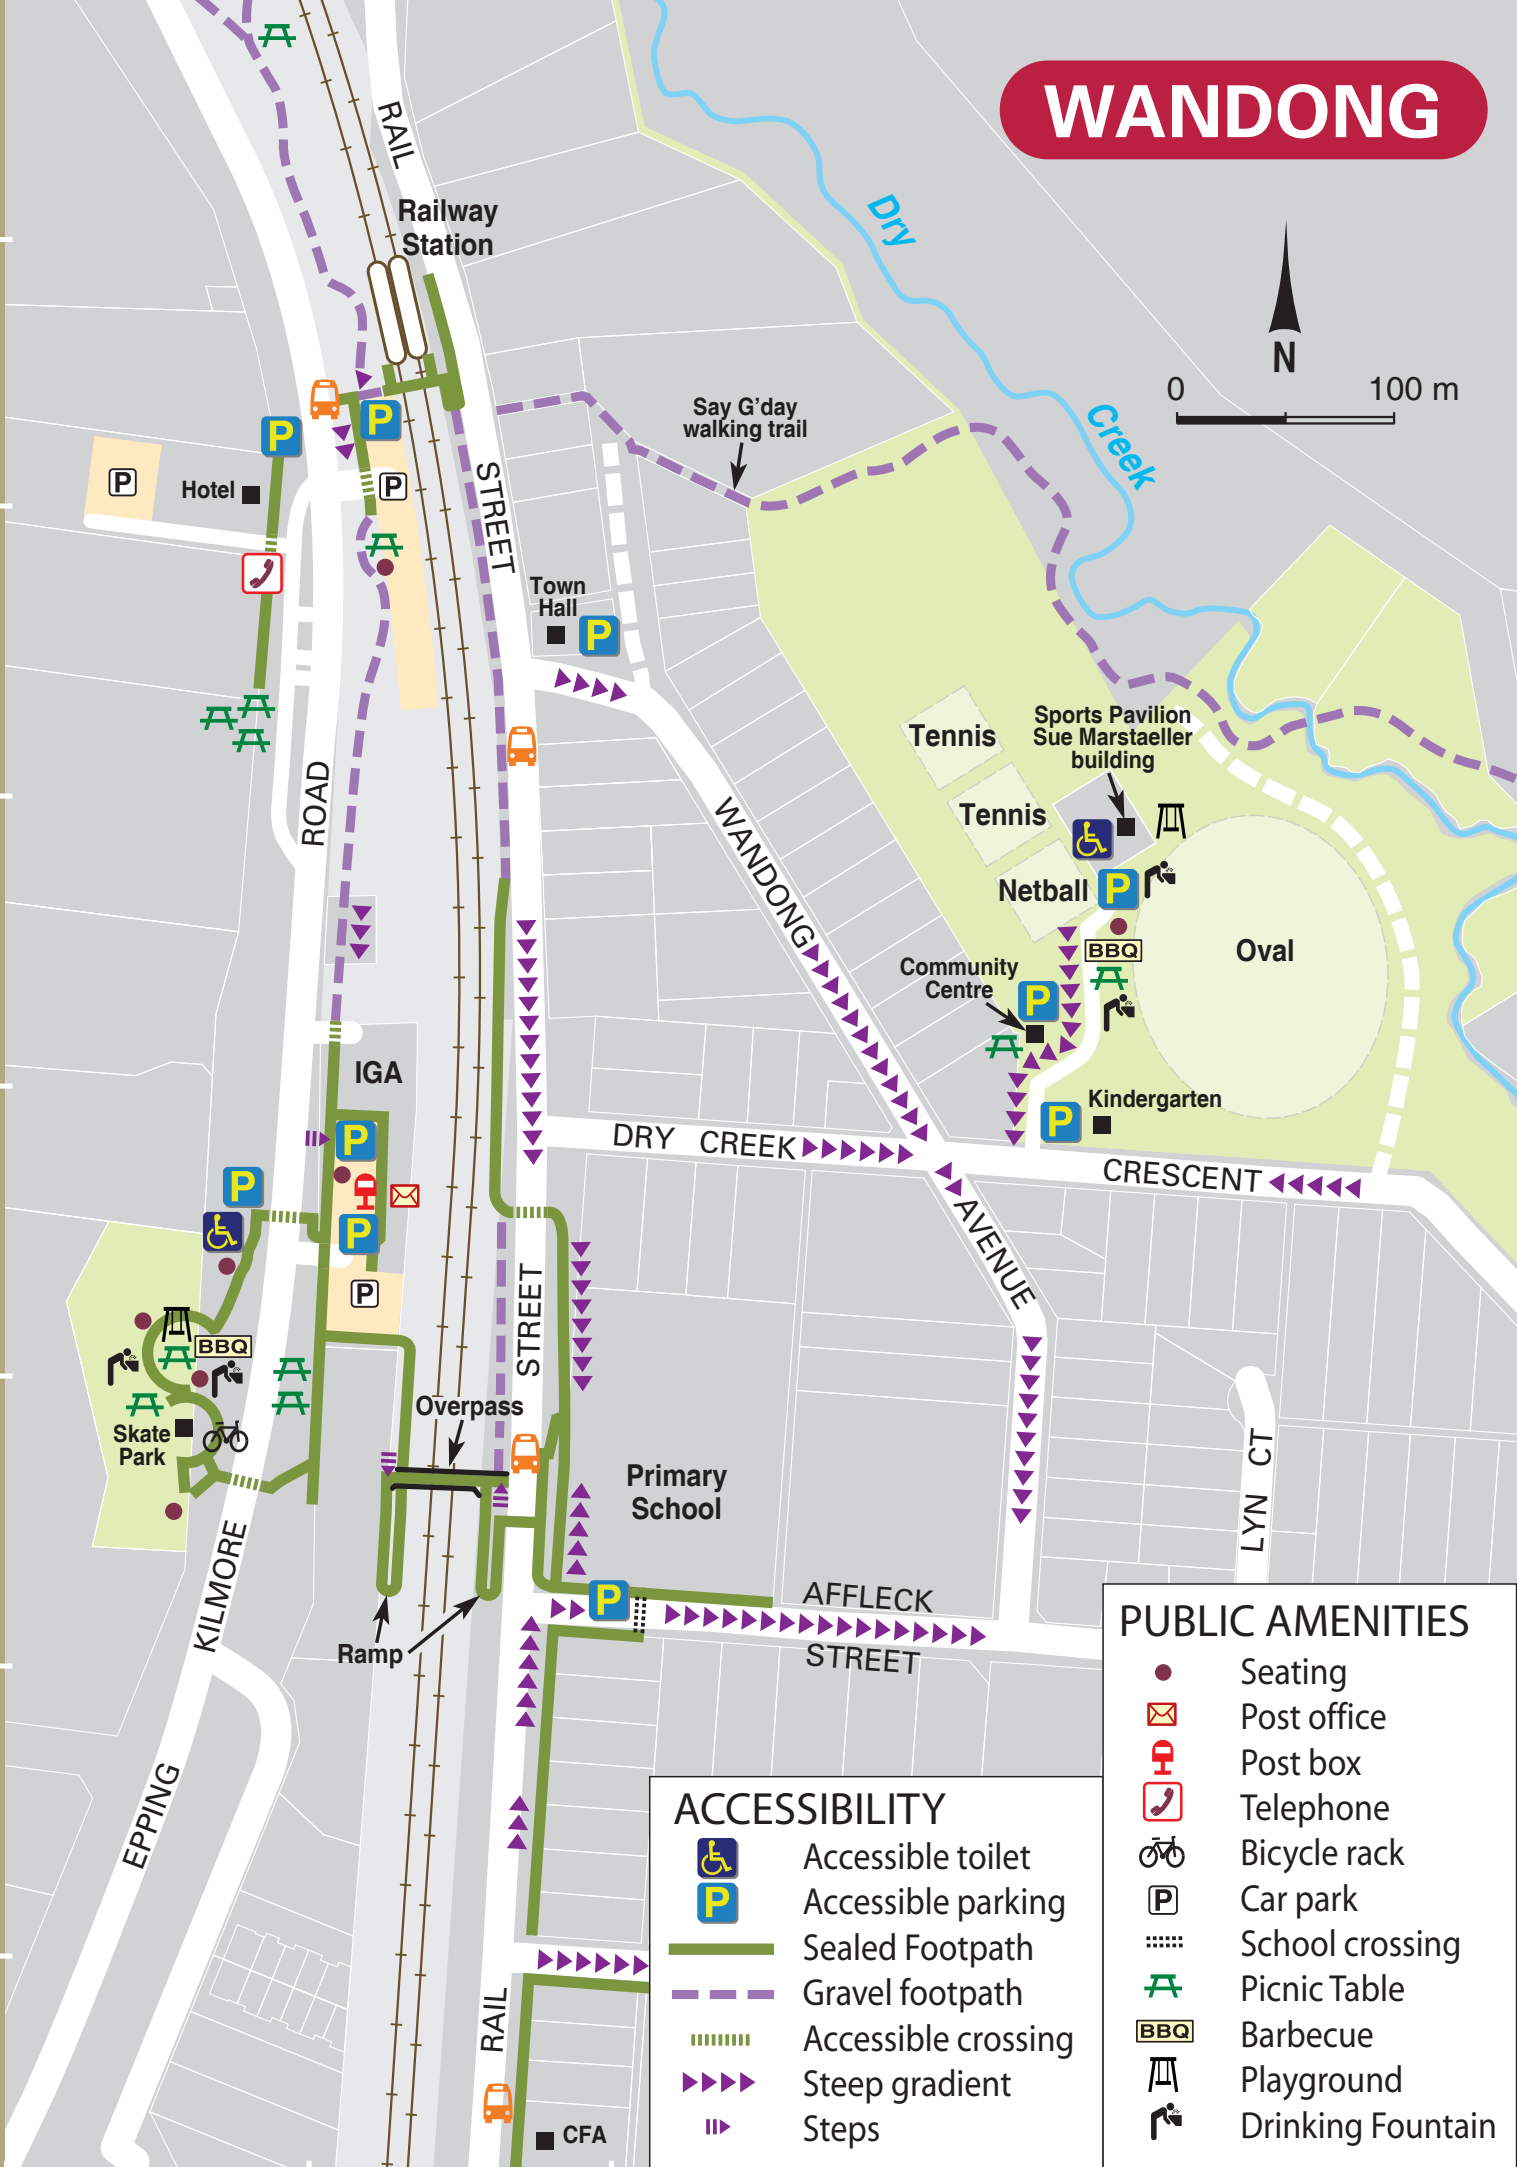 WANDONG
RAIL
Railway
Station
Dry
Creek
N
0 100 m
P
P
P
P
Hotel
Say G'day
walking trail
STREET
Town
Hall
P
ROAD
Tennis
Sports Pavilion
Sue Marstaeller
building
Tennis
Netball
P
WANDONG
BBQ
Oval
Community
Centre
P
IGA
Kindergarten
P
P
DRY CREEK
CRESCENT
P
P
P
AVENUE
STREET
BBQ
Overpass
Skate
Park
Primary
School
LYN CT
KILMORE
P
AFFLECK
STREET
Ramp
EPPING
RAIL
CFA
ACCESSIBILITY
Accessible toilet
P Accessible parking
Sealed Footpath
Gravel footpath
Accessible crossing
Steep gradient
Steps
PUBLIC AMENITIES
Seating
Post office
Post box
Telephone
Bicycle rack
P Car park
School crossing
Picnic Table
BBQ Barbecue
Playground
Drinking Fountain